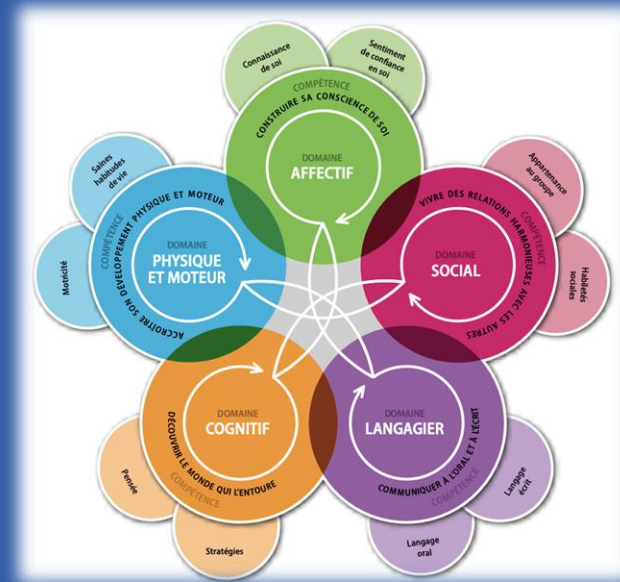 Connaissance
de soi
Sentiment
de confiance
en soi
COMPÉTENCE
CONSTRUIRE SA CONSCIENCE DE SOI
DOMAINE
AFFECTIF
Saines
habitudes
de vie
Motricité
COMPÉTENCE
ACCROÎTRE SON DÉVELOPPEMENT PHYSIQUE ET MOTEUR
DOMAINE
PHYSIQUE
ET MOTEUR
Appartenance
au groupe
Habiletés
sociales
VIVRE DES RELATIONS HARMONIEUSES AVEC LES AUTRES
COMPÉTENCE
DOMAINE
SOCIAL
DOMAINE
COGNITIF
DÉCOUVRIR LE MONDE QUI L'ENTOURE
COMPÉTENCE
Pensée
Stratégies
DOMAINE
LANGAGIER
COMMUNIQUER À L'ORAL ET À L'ÉCRIT
COMPÉTENCE
Langage
écrit
Langage
oral